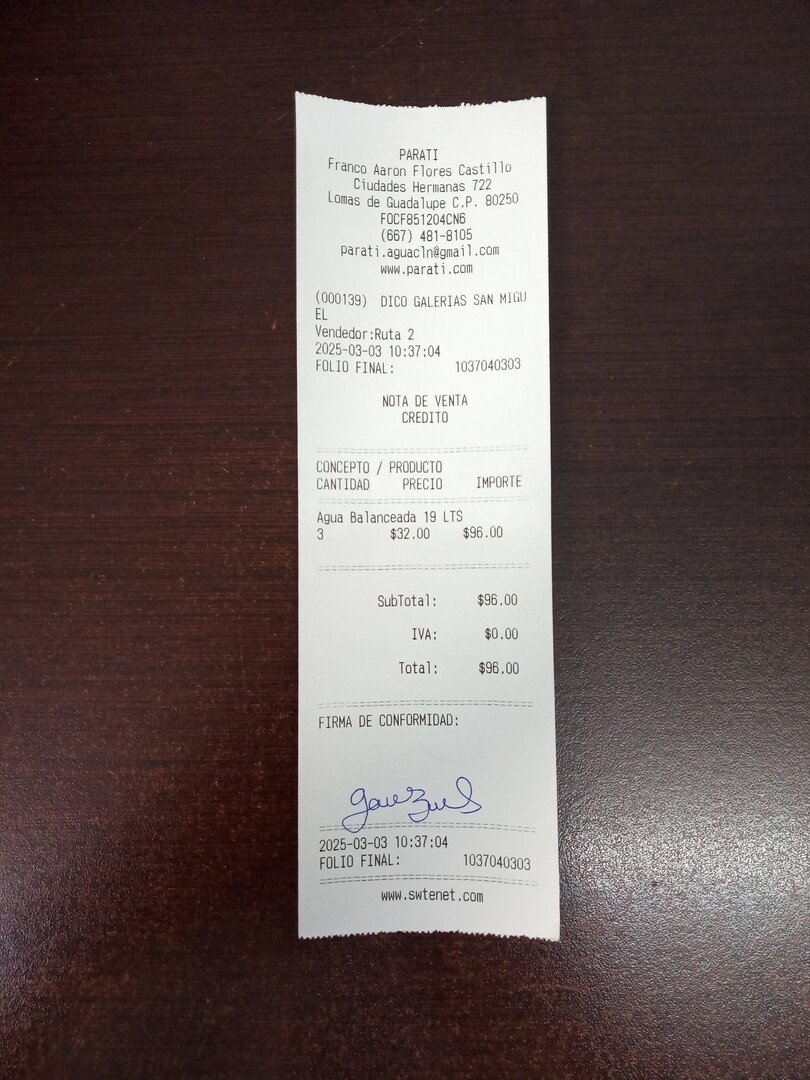 PARATI
Franco Aaron Flores Castillo
Ciudades Hermanas 722
Lomas de Guadalupe C.P. 80250
FOCF851204CN6
(667) 481-8105
parati.aguacln@gmail.com
www.parati.com
(000139) DICO GALERIAS SAN MIGU
EL
Vendedor:Ruta 2
2025-03-03 10:37:04
FOLIO FINAL: 1037040303
NOTA DE VENTA
CREDITO
CONCEPTO / PRODUCTO
CANTIDAD PRECIO IMPORTE
Agua Balanceada 19 LTS
3 $32.00 $96.00
SubTotal: $96.00
IVA: $0.00
Total: $96.00
FIRMA DE CONFORMIDAD:
2025-03-03 10:37:04
FOLIO FINAL: 1037040303
www.swtenet.com